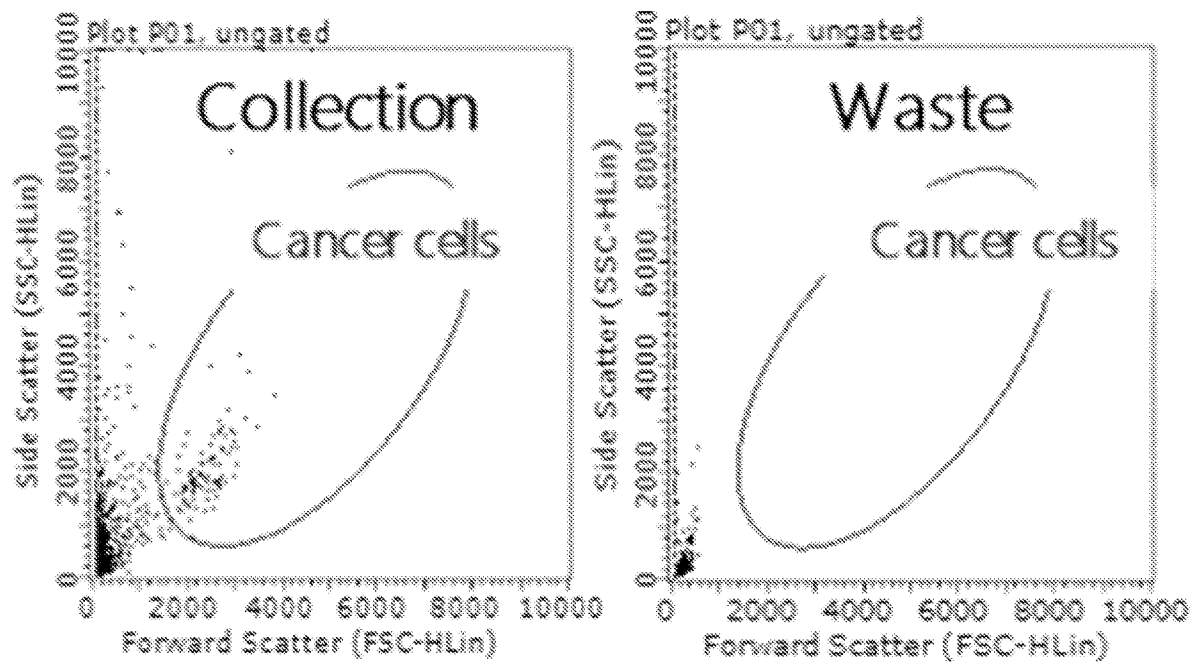 Plot P01, ungated
Collection
Cancer cells
Side Scatter (SSC-HLin)
10000
8000
6000
4000
2000
0
0 2000 4000 6000 8000 10000
Forward Scatter (FSC-HLin)
Plot P01, ungated
Waste
Cancer cells
Side Scatter (SSC-HLin)
10000
8000
6000
4000
2000
0
0 2000 4000 6000 8000 10000
Forward Scatter (FSC-HLin)